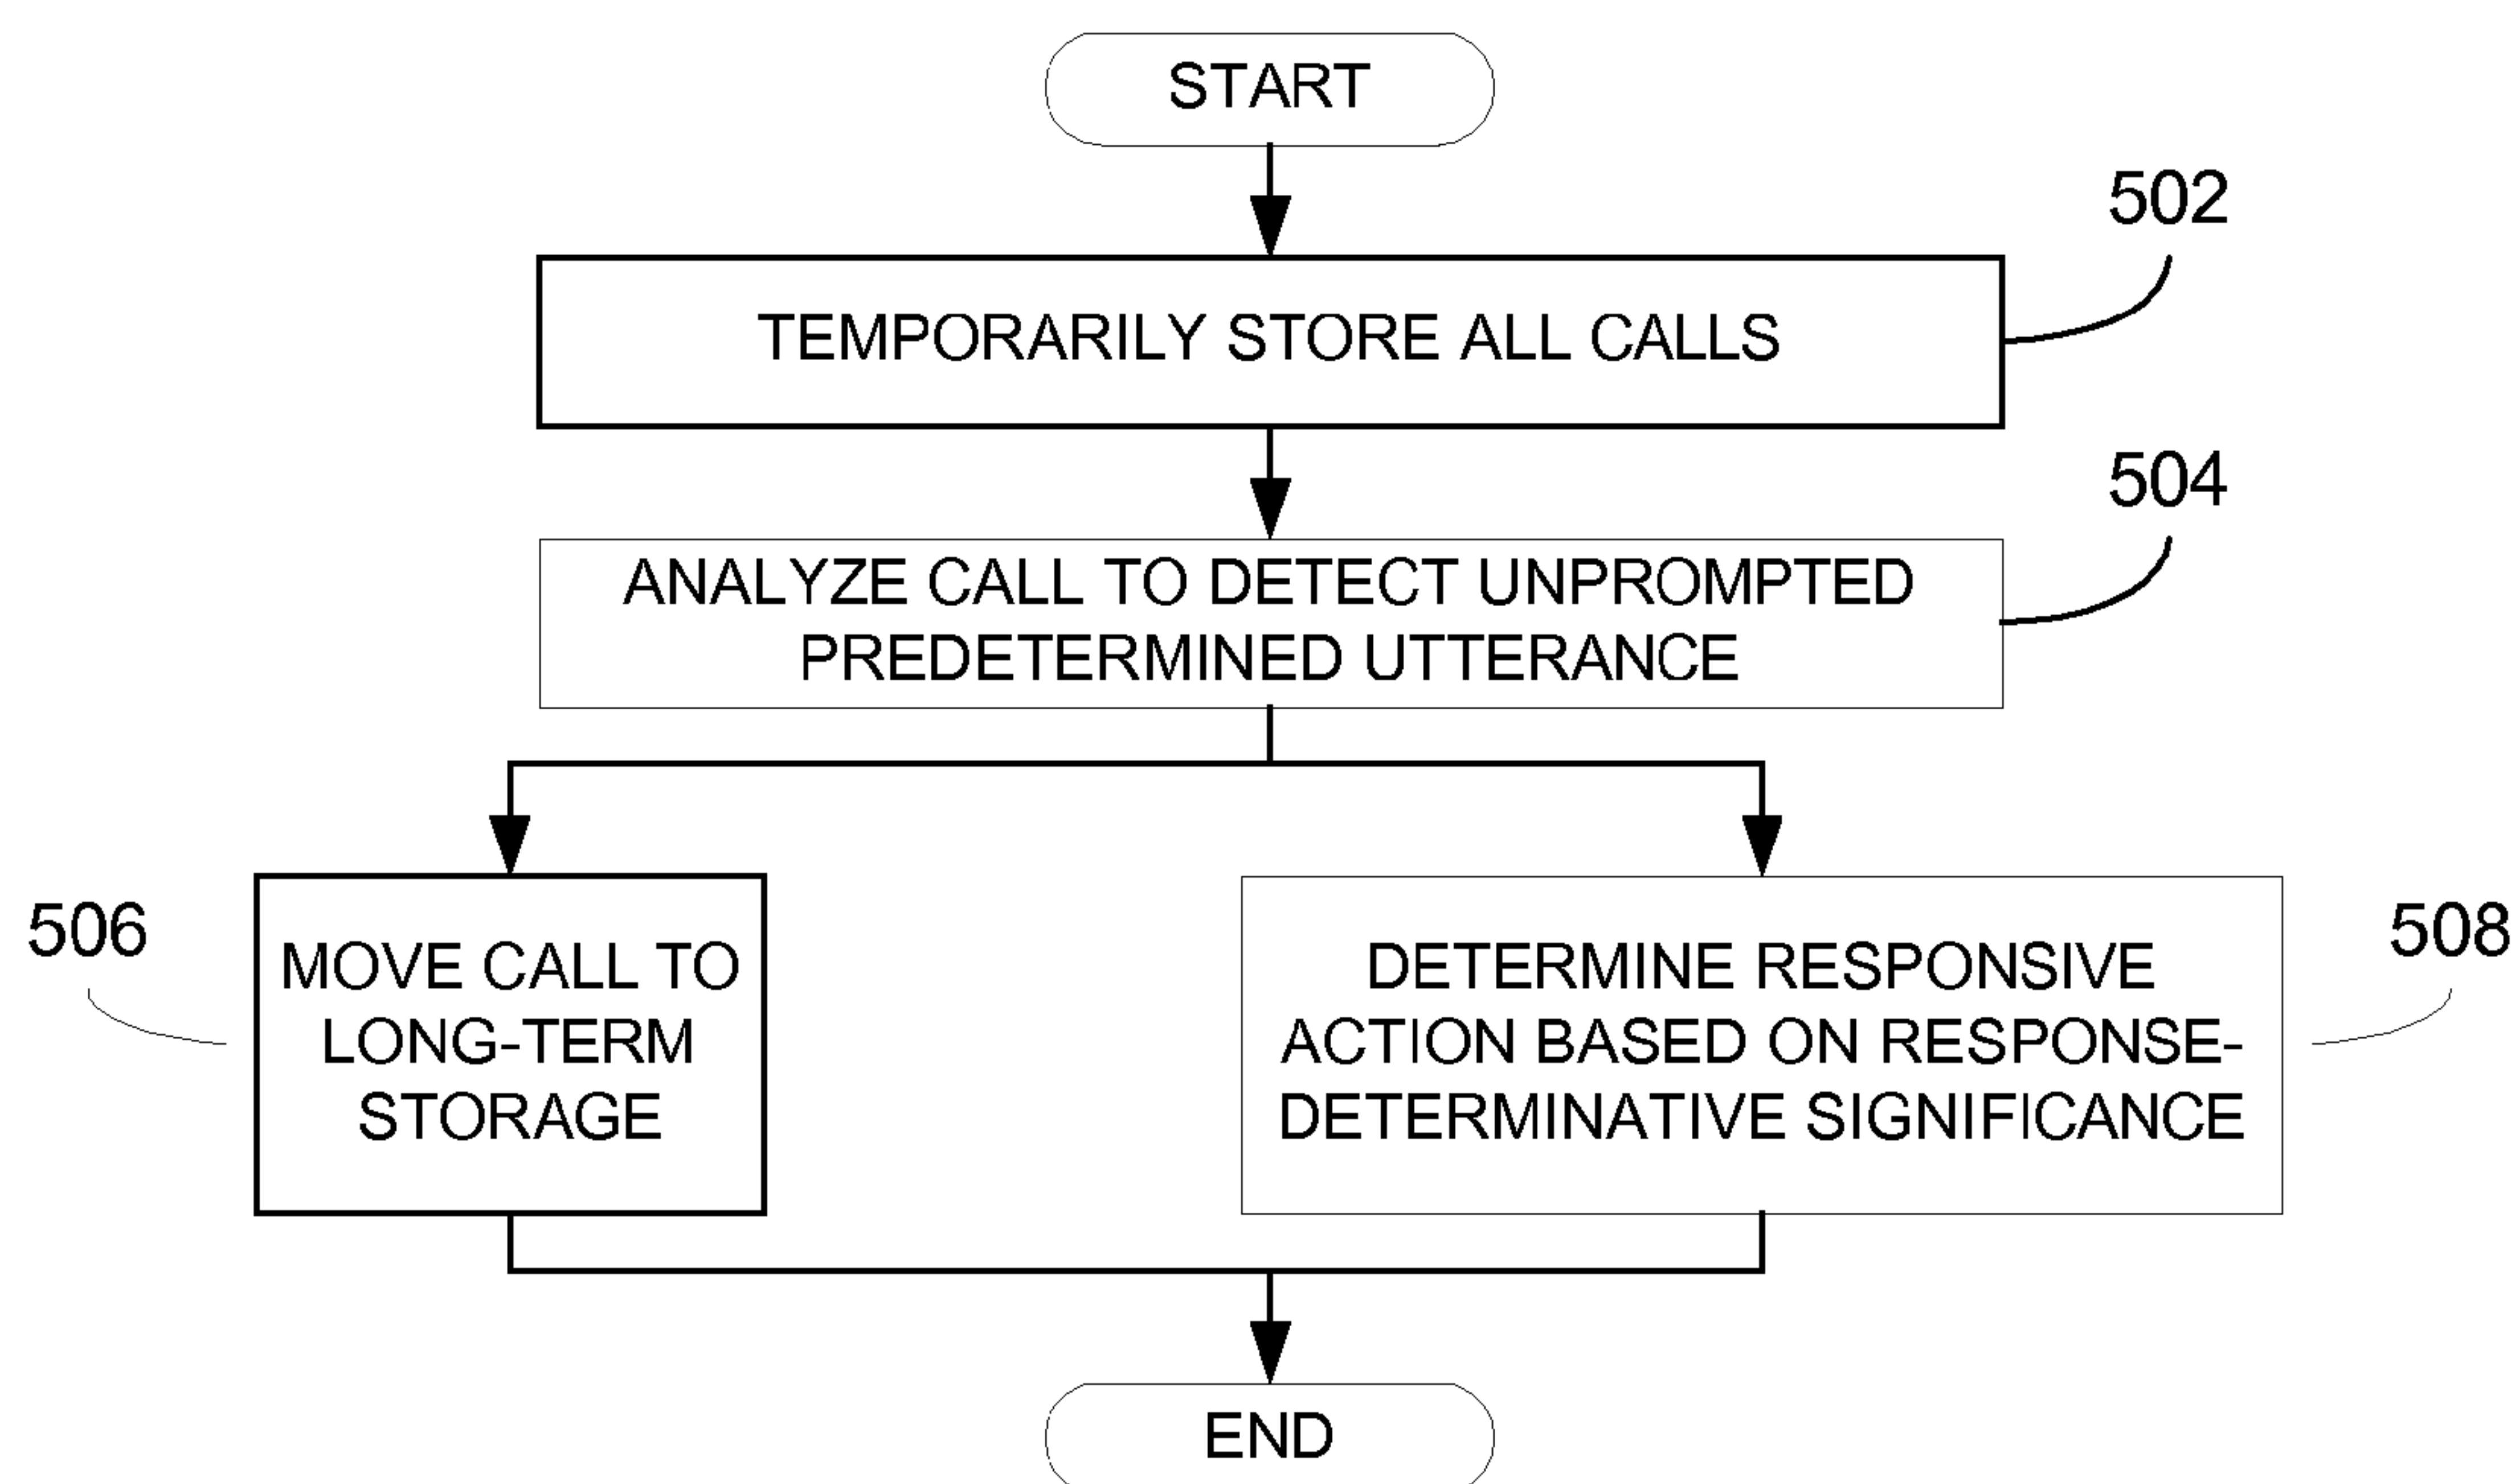 START
502
TEMPORARILY STORE ALL CALLS
504
ANALYZE CALL TO DETECT UNPROMPTED
PREDETERMINED UTTERANCE
506
MOVE CALL TO
LONG-TERM
STORAGE
508
DETERMINE RESPONSIVE
ACTION BASED ON RESPONSE-
DETERMINATIVE SIGNIFICANCE
END